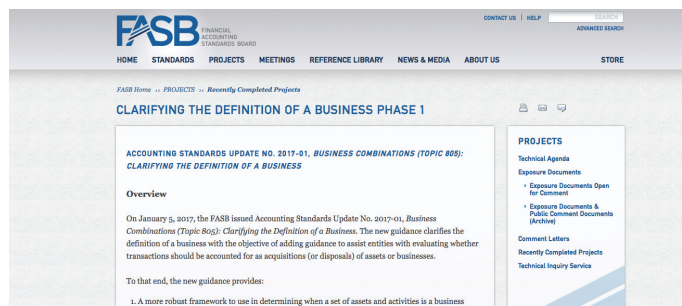 CONTACT US | HELP
SEARCH
ADVANCED SEARCH
FASB FINANCIAL
ACCOUNTING
STANDARDS BOARD
HOME STANDARDS PROJECTS MEETINGS REFERENCE LIBRARY NEWS & MEDIA ABOUT US STORE
FASB Home ›› PROJECTS ›› Recently Completed Projects
CLARIFYING THE DEFINITION OF A BUSINESS PHASE 1
ACCOUNTING STANDARDS UPDATE NO. 2017-01, BUSINESS COMBINATIONS (TOPIC 805):
CLARIFYING THE DEFINITION OF A BUSINESS
Overview
On January 5, 2017, the FASB issued Accounting Standards Update No. 2017-01, Business
Combinations (Topic 805): Clarifying the Definition of a Business. The new guidance clarifies the
definition of a business with the objective of adding guidance to assist entities with evaluating whether
transactions should be accounted for as acquisitions (or disposals) of assets or businesses.
To that end, the new guidance provides:
1. A more robust framework to use in determining when a set of assets and activities is a business
PROJECTS
Technical Agenda
Exposure Documents
› Exposure Documents Open
for Comment
› Exposure Documents &
Public Comment Documents
(Archive)
Comment Letters
Recently Completed Projects
Technical Inquiry Service